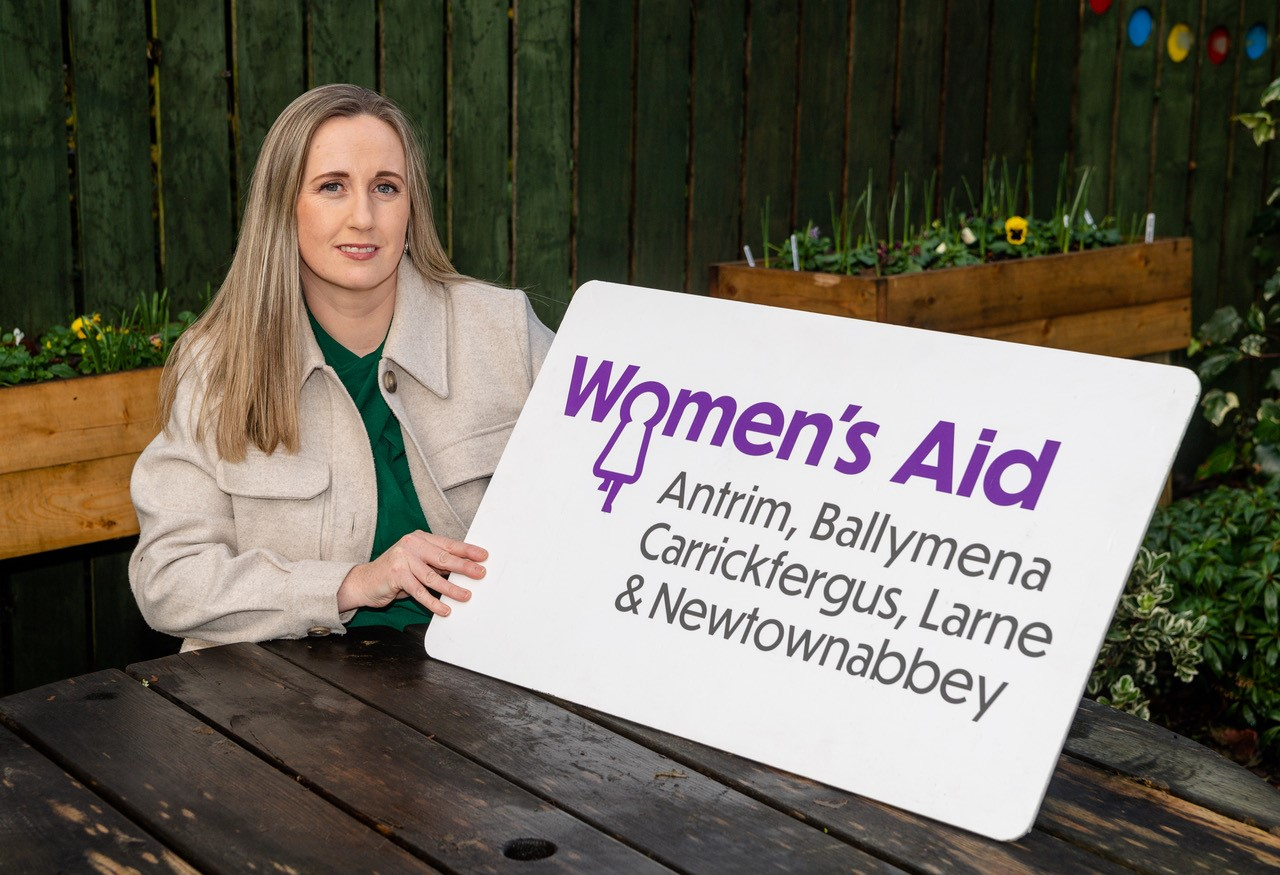 Women's Aid
Antrim, Ballymena
Carrickfergus, Larne
& Newtownabbey